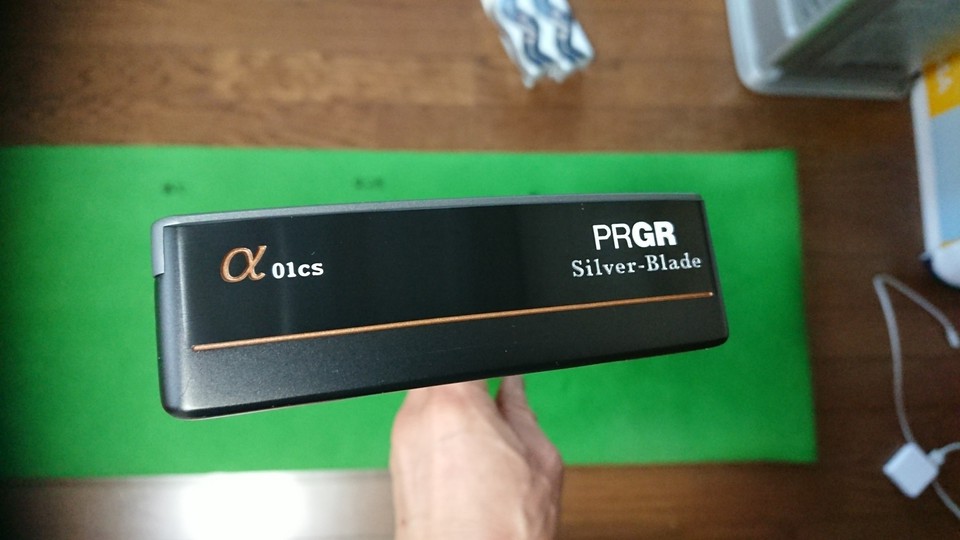 α 01cs
PRGR
Silver-Blade